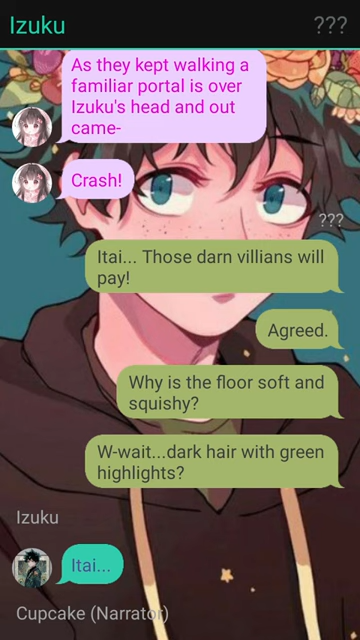 Izuku
???
As they kept walking a
familiar portal is over
Izuku's head and out
came-
Crash!
???
Itai... Those darn villians will
pay!
Agreed.
Why is the floor soft and
squishy?
W-wait...dark hair with green
highlights?
Izuku
Itai...
Cupcake (Narrator)